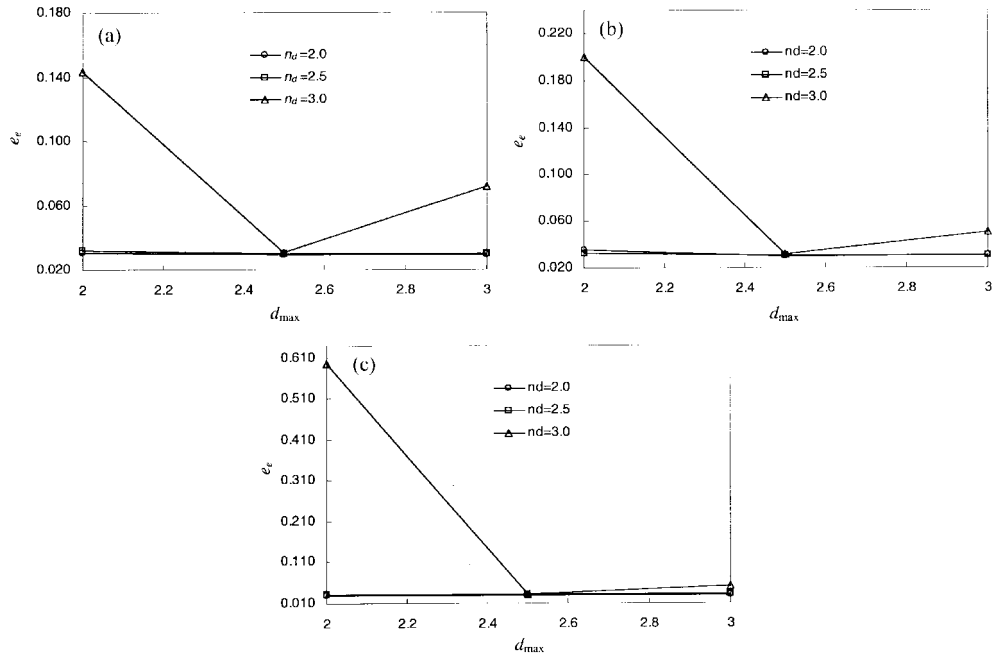 0.180
(a)
n_d=2.0
n_d=2.5
n_d=3.0
0.140
0.100
0.060
0.020
e_e
2 2.2 2.4 2.6 2.8 3
d_max
(b)
0.220
nd=2.0
nd=2.5
nd=3.0
0.180
0.140
0.100
0.060
0.020
e_e
2 2.2 2.4 2.6 2.8 3
d_max
0.610
(c)
nd=2.0
nd=2.5
nd=3.0
0.510
0.410
0.310
0.210
0.110
0.010
e_e
2 2.2 2.4 2.6 2.8 3
d_max